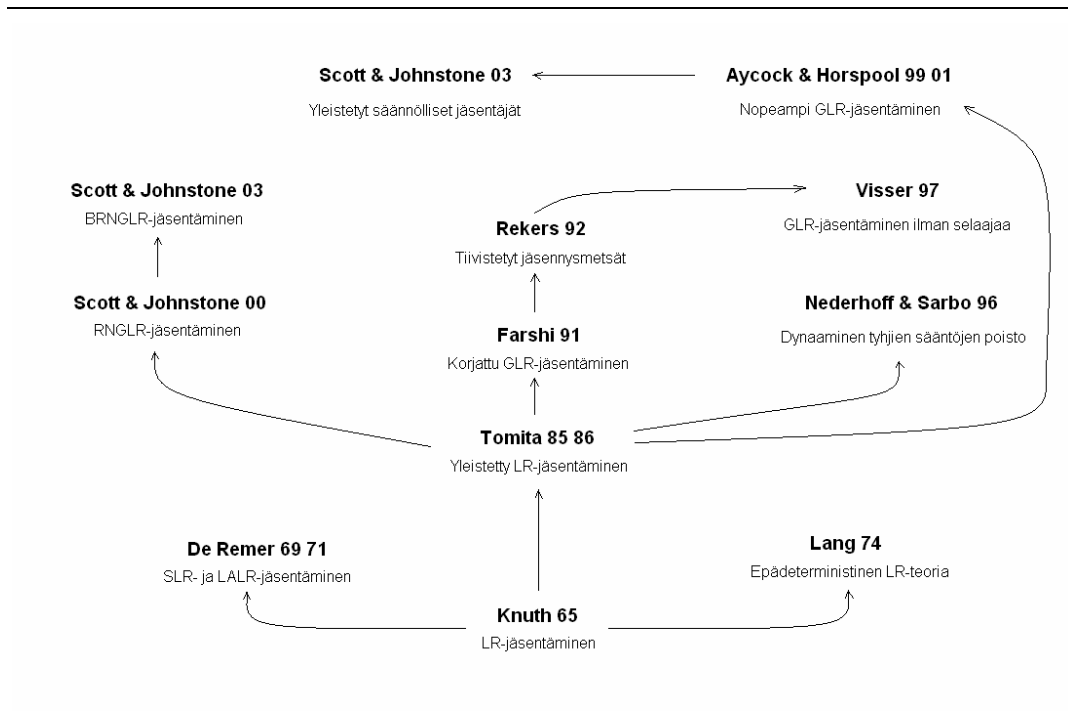 Scott & Johnstone 03
Yleistetyt säännölliset jäsentäjät
Aycock & Horspool 99 01
Nopeampi GLR-jäsentäminen
Scott & Johnstone 03
BRNGLR-jäsentäminen
Visser 97
GLR-jäsentäminen ilman selaajaa
Rekers 92
Tiivistetyt jäsennysmetsät
Scott & Johnstone 00
RNGLR-jäsentäminen
Nederhoff & Sarbo 96
Dynaaminen tyhjien sääntöjen poisto
Farshi 91
Korjattu GLR-jäsentäminen
Tomita 85 86
Yleistetty LR-jäsentäminen
De Remer 69 71
SLR- ja LALR-jäsentäminen
Lang 74
Epädeterministinen LR-teoria
Knuth 65
LR-jäsentäminen